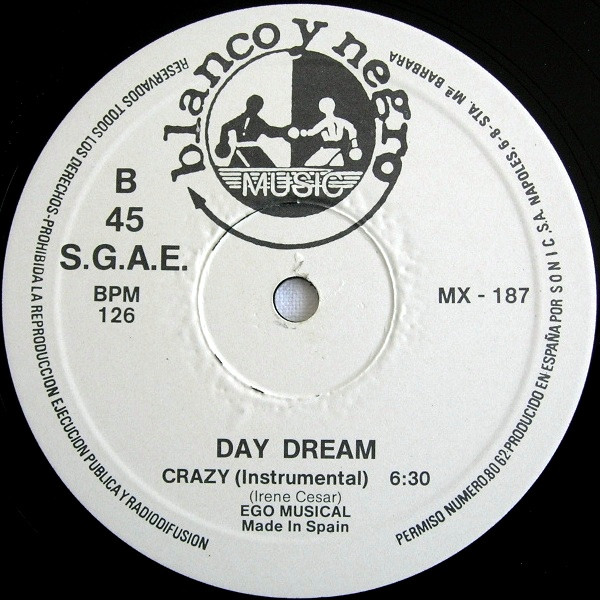 blanco y negro
MUSIC
B
45
S.G.A.E.
BPM
126
MX - 187
DAY DREAM
CRAZY (Instrumental) 6:30
(Irene Cesar)
EGO MUSICAL
Made In Spain
RESERVADOS TODOS LOS DERECHOS-PROHIBIDA LA REPRODUCCION EJECUCION PUBLICA Y RADIODIFUSION
PERMISO NUMERO.80 62 PRODUCIDO EN ESPAÑA POR S O N I C S.A. NAPOLES, 6-8-STA. Mª BARBARA